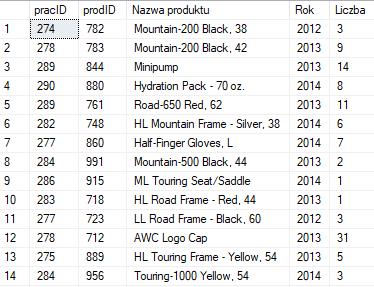 pracID prodID Nazwa produktu Rok Liczba
1 274 782 Mountain-200 Black, 38 2012 3
2 278 783 Mountain-200 Black, 42 2013 9
3 289 844 Minipump 2013 14
4 290 880 Hydration Pack - 70 oz. 2014 8
5 289 761 Road-650 Red, 62 2013 11
6 282 748 HL Mountain Frame - Silver, 38 2014 6
7 277 860 Half-Finger Gloves, L 2014 7
8 284 991 Mountain-500 Black, 44 2013 2
9 286 915 ML Touring Seat/Saddle 2014 1
10 283 718 HL Road Frame - Red, 44 2013 1
11 277 723 LL Road Frame - Black, 60 2012 3
12 278 712 AWC Logo Cap 2013 31
13 275 889 HL Touring Frame - Yellow, 54 2013 5
14 284 956 Touring-1000 Yellow, 54 2014 3